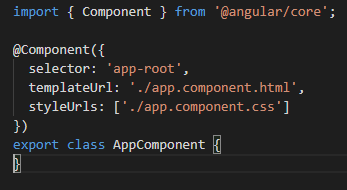 import { Component } from '@angular/core';
@Component({
selector: 'app-root',
templateUrl: './app.component.html',
styleUrls: ['./app.component.css']
})
export class AppComponent {
}